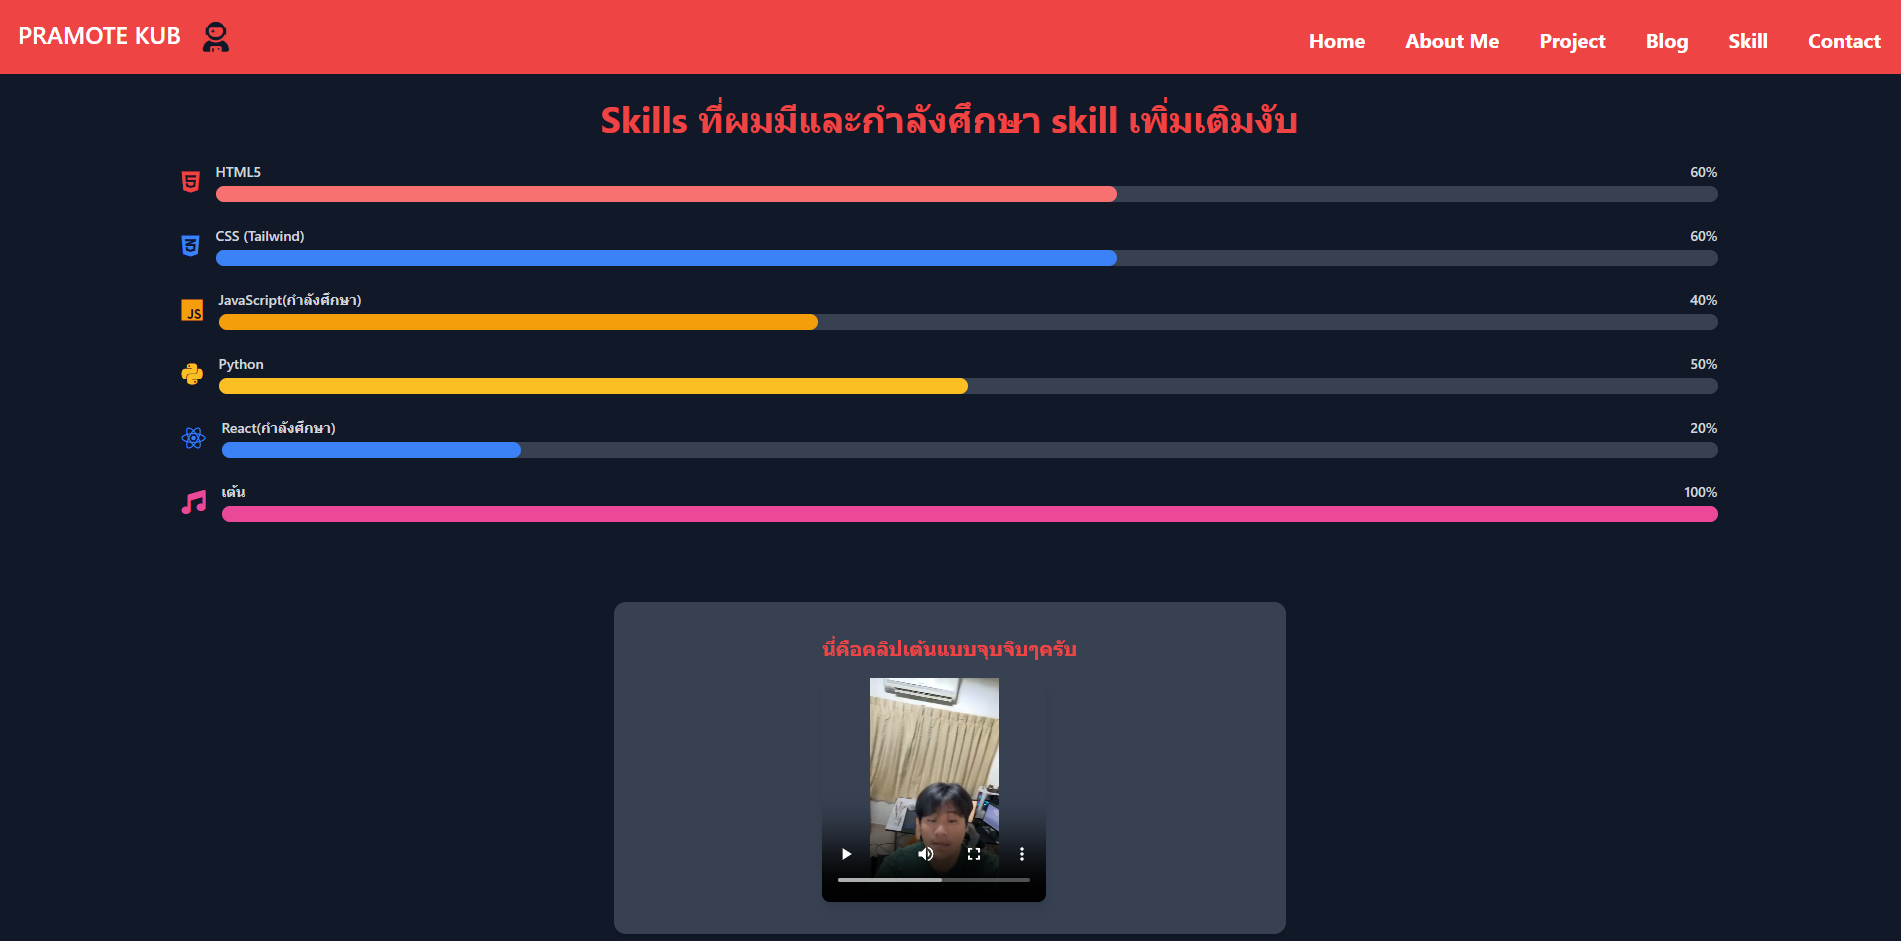 PRAMOTE KUB
Home About Me Project Blog Skill Contact
Skills ที่ผมมีและกำลังศึกษา skill เพิ่มเติมงับ
HTML5 60%
CSS (Tailwind) 60%
JavaScript(กำลังศึกษา) 40%
JS
Python 50%
React(กำลังศึกษา) 20%
เต้น 100%
นี่คือคลิปเต้นแบบจุบจิบๆครับ